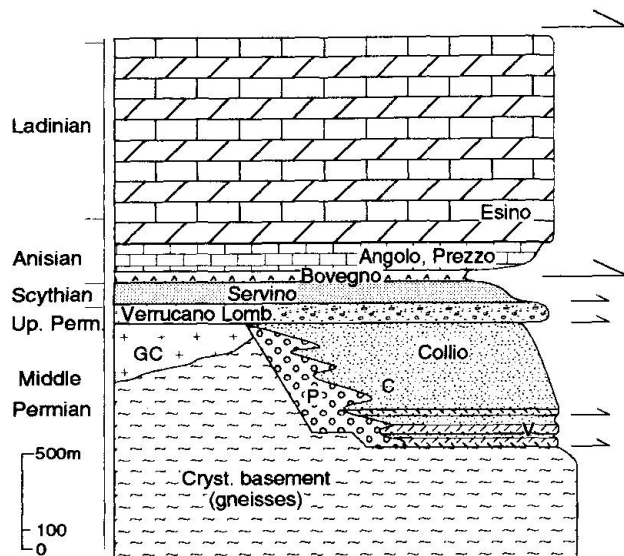 Ladinian
Esino
Anisian
Angolo, Prezzo
Bovegno
Scythian
Servino
Up. Perm.
Verrucano Lomb.
GC
Collio
Middle
Permian
P
C
V
500m
100
0
Cryst. basement
(gneisses)